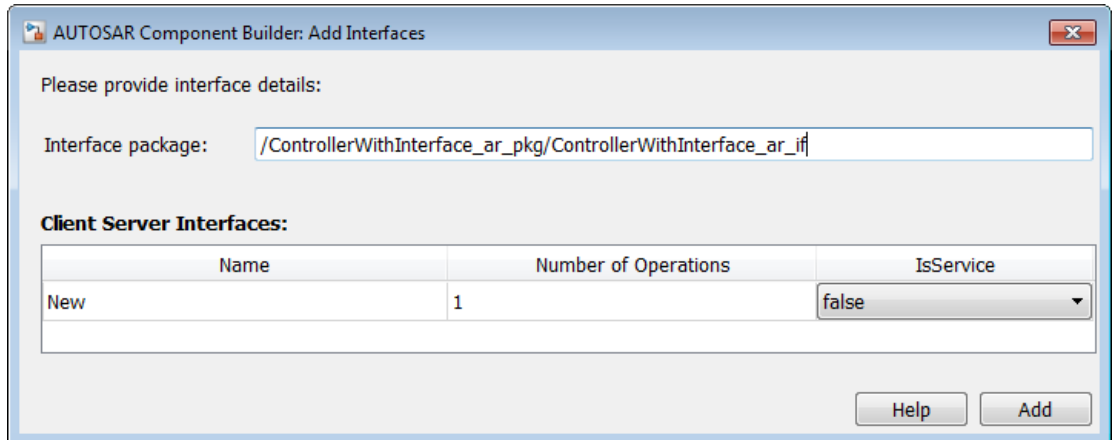 AUTOSAR Component Builder: Add Interfaces
Please provide interface details:
Interface package: /ControllerWithInterface_ar_pkg/ControllerWithInterface_ar_if
Client Server Interfaces:
Name Number of Operations IsService
New 1 false
Help Add